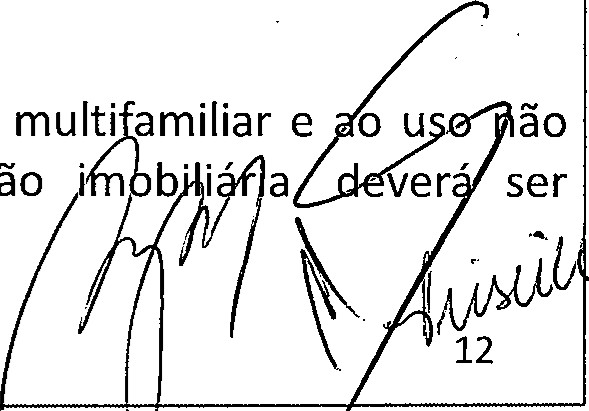 multifamiliar e ao uso não
ão imobiliária deverá ser
12